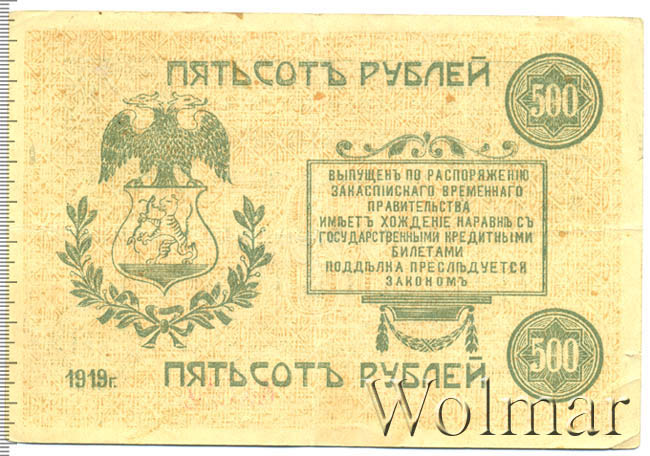 ПЯТЬСОТЪ РУБЛЕЙ
500
ВЫПУЩЕНЪ ПО РАСПОРЯЖЕНІЮ
ЗАКАСПІЙСКАГО ВРЕМЕННАГО
ПРАВИТЕЛЬСТВА
ИМѢЕТЪ ХОЖДЕНІЕ НАРАВНѢ СЪ
ГОСУДАРСТВЕННЫМИ КРЕДИТНЫМИ
БИЛЕТАМИ
ПОДДѢЛКА ПРЕСЛѢДУЕТСЯ
ЗАКОНОМЪ
500
1919г.
ПЯТЬСОТЪ РУБЛЕЙ
Wolmar